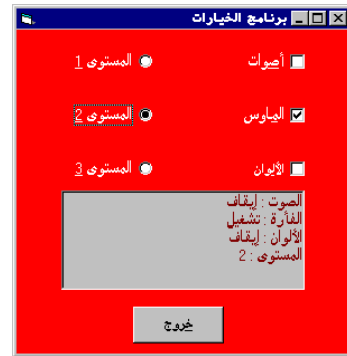 برنامج الخيارات
أصوات
المستوى 1
الماوس
المستوى 2
الألوان
المستوى 3
الصوت : إيقاف
الفأرة : تشغيل
الألوان : إيقاف
المستوى : 2
خروج